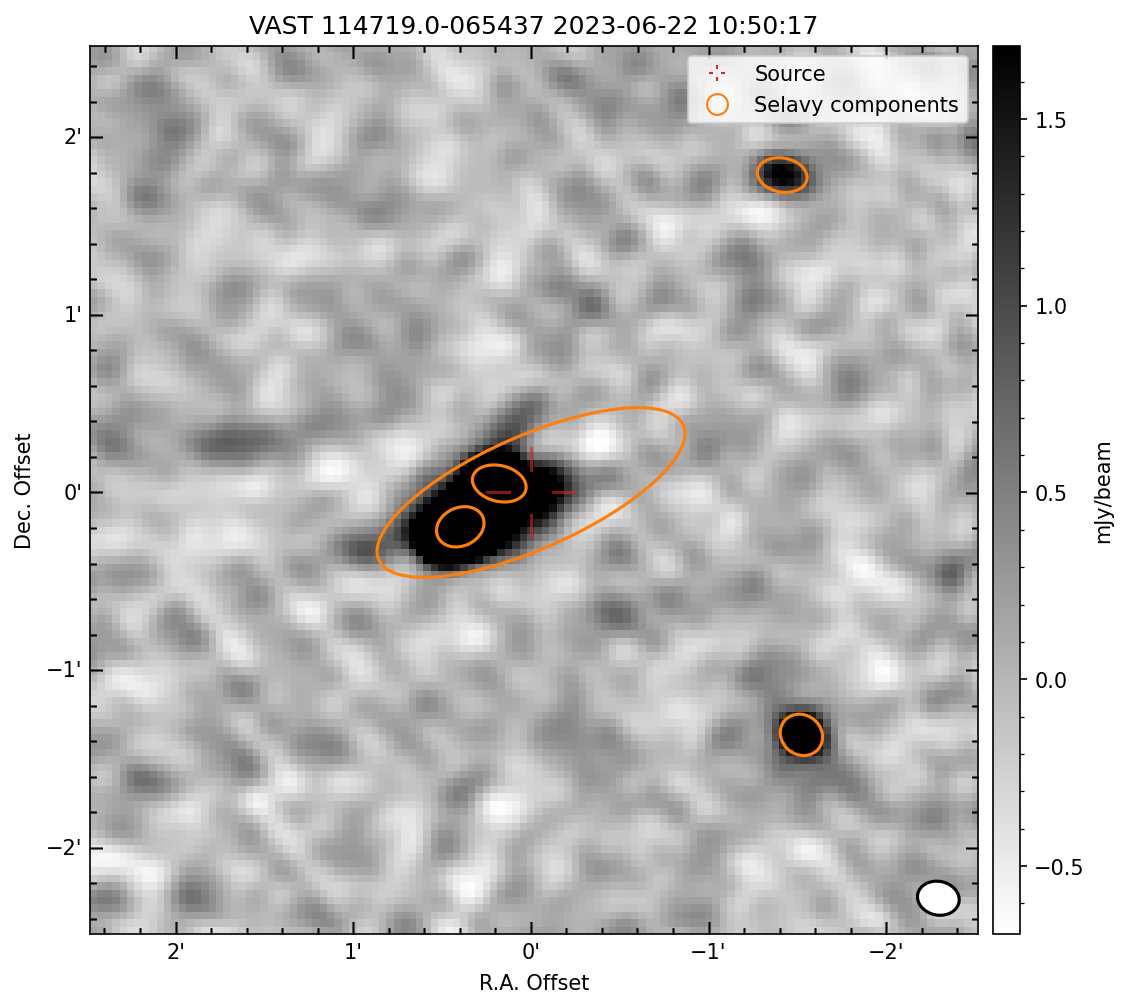 VAST 114719.0-065437 2023-06-22 10:50:17
Source
Selavy components
2'
1'
0'
−1'
−2'
Dec. Offset
2'
1'
0'
−1'
−2'
R.A. Offset
1.5
1.0
0.5
0.0
−0.5
mJy/beam